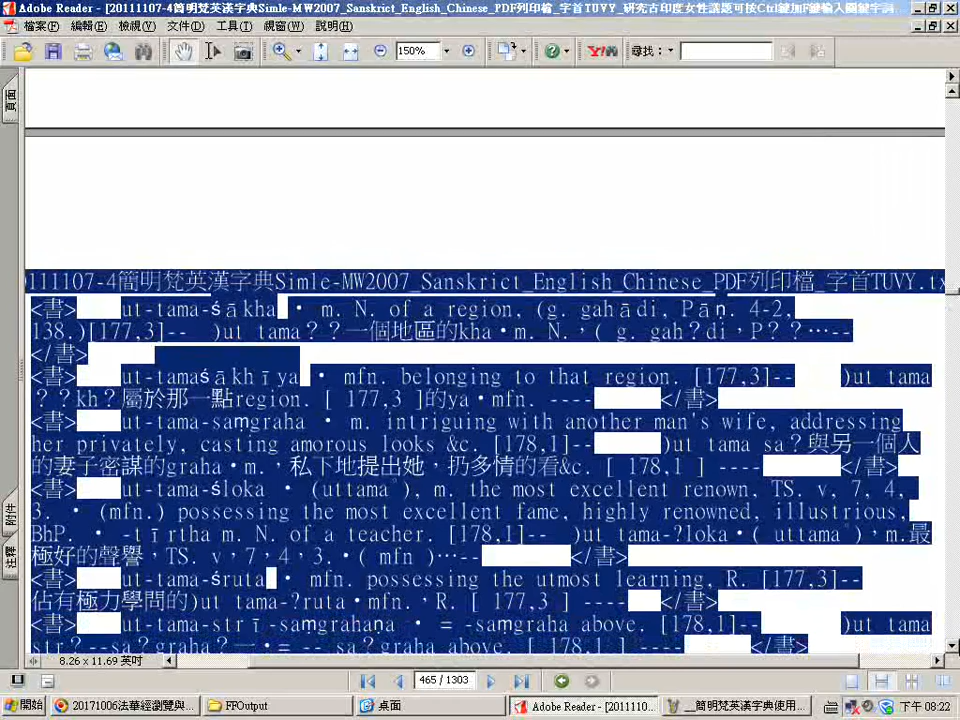 Adobe Reader - [20111107-4簡明梵英漢字典Simle-MW2007_Sanskrict_English_Chinese_PDF列印檔_字首TUVY_研究古印度女性議題可按Ctrl鍵加F鍵輸入關鍵字詞
檔案(F) 編輯(E) 檢視(V) 文件(D) 工具(T) 視窗(W) 說明(H)
150% 尋找:
頁面
)111107-4簡明梵英漢字典Simle-MW2007_Sanskrict_English_Chinese_PDF列印檔_字首TUVY.tx
<書> ut-tama-śākha • m. N. of a region, (g. gahādi, Pāṇ. 4-2,
138.)[177,3]-- )ut tama？？一個地區的kha•m. N.，( g. gah？di，P？？…--
</書>
<書> ut-tamaśākhīya • mfn. belonging to that region. [177,3]-- )ut tama
？？kh？屬於那一點region. [ 177,3 ]的ya•mfn. ---- </書>
<書> ut-tama-saṃgraha • m. intriguing with another man's wife, addressing
her privately, casting amorous looks &c. [178,1]-- )ut tama sa？與另一個人
的妻子密謀的graha•m.，私下地提出她，扔多情的看&c. [ 178,1 ] ---- </書>
<書> ut-tama-śloka • (uttama°), m. the most excellent renown, TS. v, 7, 4,
3. • (mfn.) possessing the most excellent fame, highly renowned, illustrious,
BhP. • -tīrtha m. N. of a teacher. [178,1]-- )ut tama-?loka•( uttama°)，m.最
極好的聲譽，TS. v，7，4，3.•( mfn )…-- </書>
<書> ut-tama-śruta • mfn. possessing the utmost learning, R. [177,3]--
佔有極力學問的)ut tama-?ruta•mfn.，R. [ 177,3 ] ---- </書>
<書> ut-tama-strī-saṃgrahaṇa • = -saṃgraha above. [178,1]-- )ut tama
str？--sa？graha？一•= -- sa？graha above. [ 178,1 ] ---- </書>
附件
注釋
8.26 x 11.69 英吋
465 / 1303
開始 20171006法華經瀏覽與... FFOutput 桌面 Adobe Reader - [201110... __簡明梵英漢字典使用... 下午 08:22